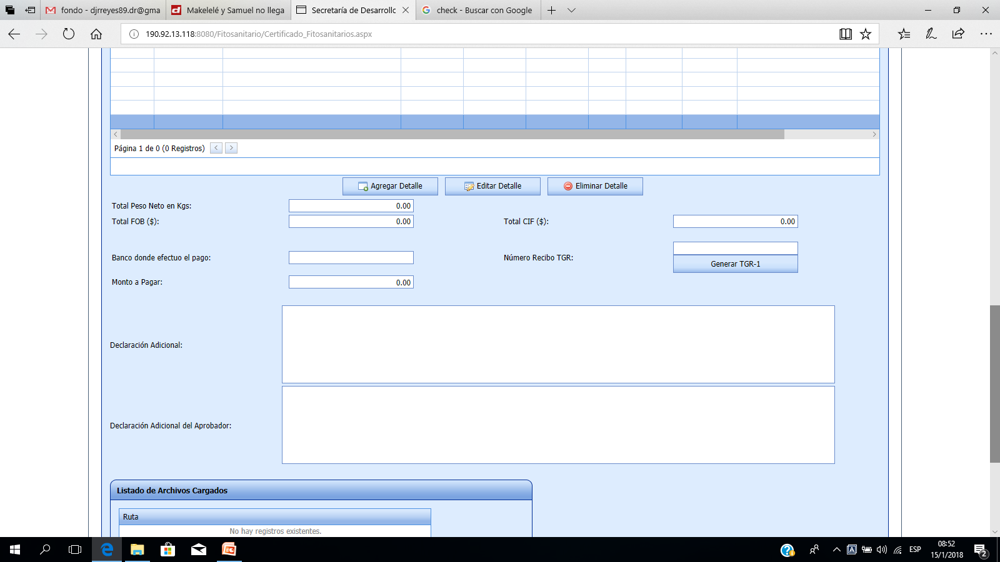 fondo - djrreyes89.dr@gma
Makelelé y Samuel no llega
Secretaría de Desarrollo
check - Buscar con Google
190.92.13.118:8080/Fitosanitario/Certificado_Fitosanitarios.aspx
Página 1 de 0 (0 Registros)
Agregar Detalle
Editar Detalle
Eliminar Detalle
Total Peso Neto en Kgs:
0.00
Total FOB ($):
0.00
Total CIF ($):
0.00
Banco donde efectuo el pago:
Número Recibo TGR:
Generar TGR-1
Monto a Pagar:
0.00
Declaración Adicional:
Declaración Adicional del Aprobador:
Listado de Archivos Cargados
Ruta
No hay registros existentes.
ESP
08:52
15/1/2018
2